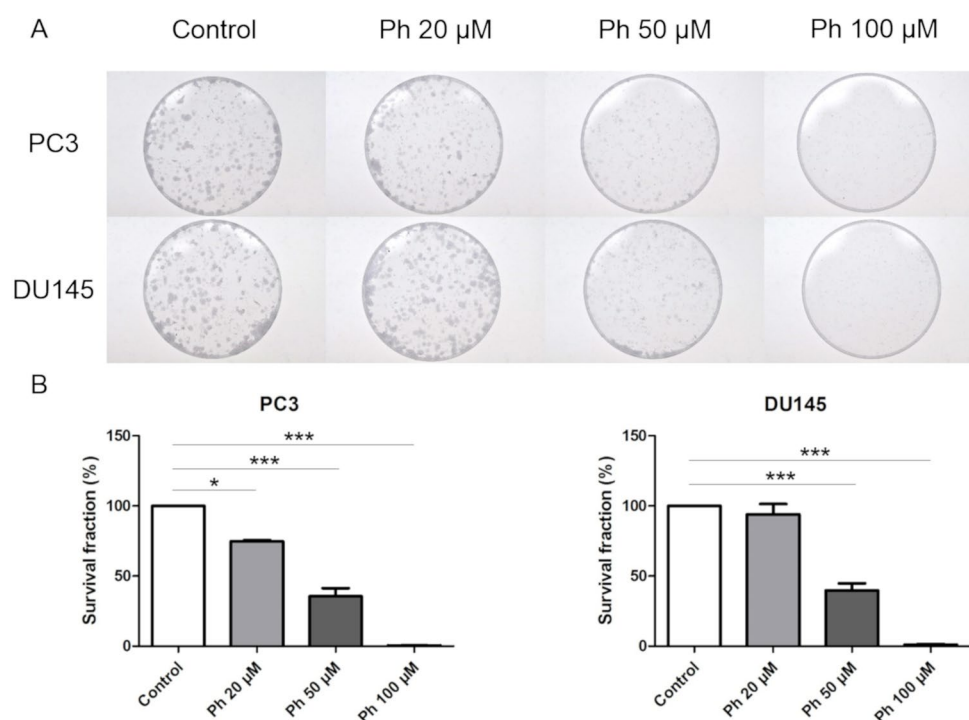 A
Control Ph 20 µM Ph 50 µM Ph 100 µM
PC3
DU145
B
PC3
150
100
50
0
Survival fraction (%)
***
***
*
Control Ph 20 µM Ph 50 µM Ph 100 µM
DU145
150
100
50
0
Survival fraction (%)
***
***
Control Ph 20 µM Ph 50 µM Ph 100 µM